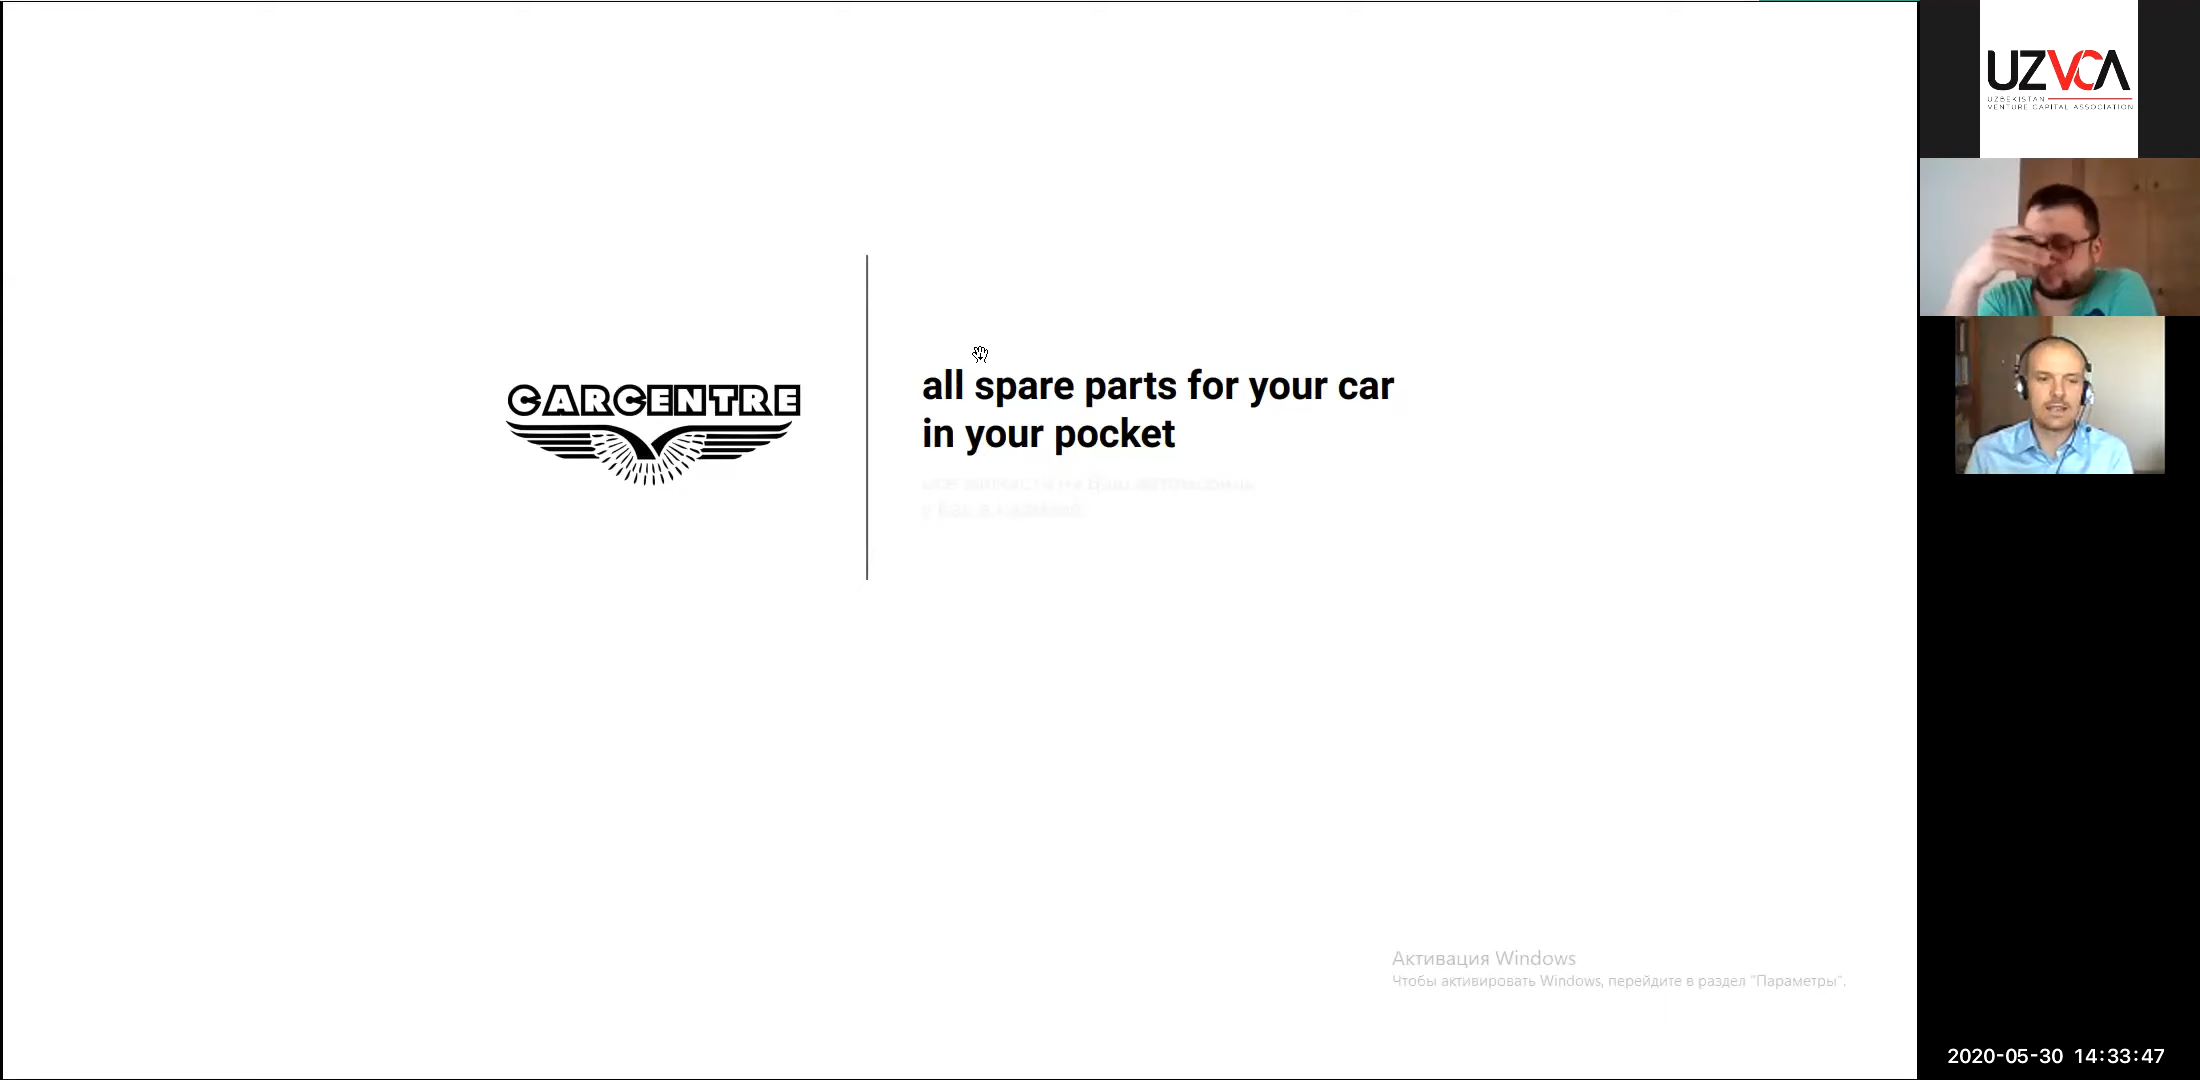 CARCENTRE
all spare parts for your car
in your pocket
Активация Windows
Чтобы активировать Windows, перейдите в раздел "Параметры".
UZVCA
UZBEKISTAN
VENTURE CAPITAL ASSOCIATION
2020-05-30 14:33:47